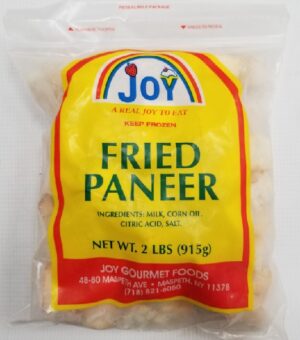 JOY
A REAL JOY TO EAT
KEEP FROZEN
FRIED
PANEER
INGREDIENTS: MILK, CORN OIL,
CITRIC ACID, SALT.
NET WT. 2 LBS (915g)
JOY GOURMET FOODS
48-80 MASPETH AVE • MASPETH, NY 11378
(718) 821-8060